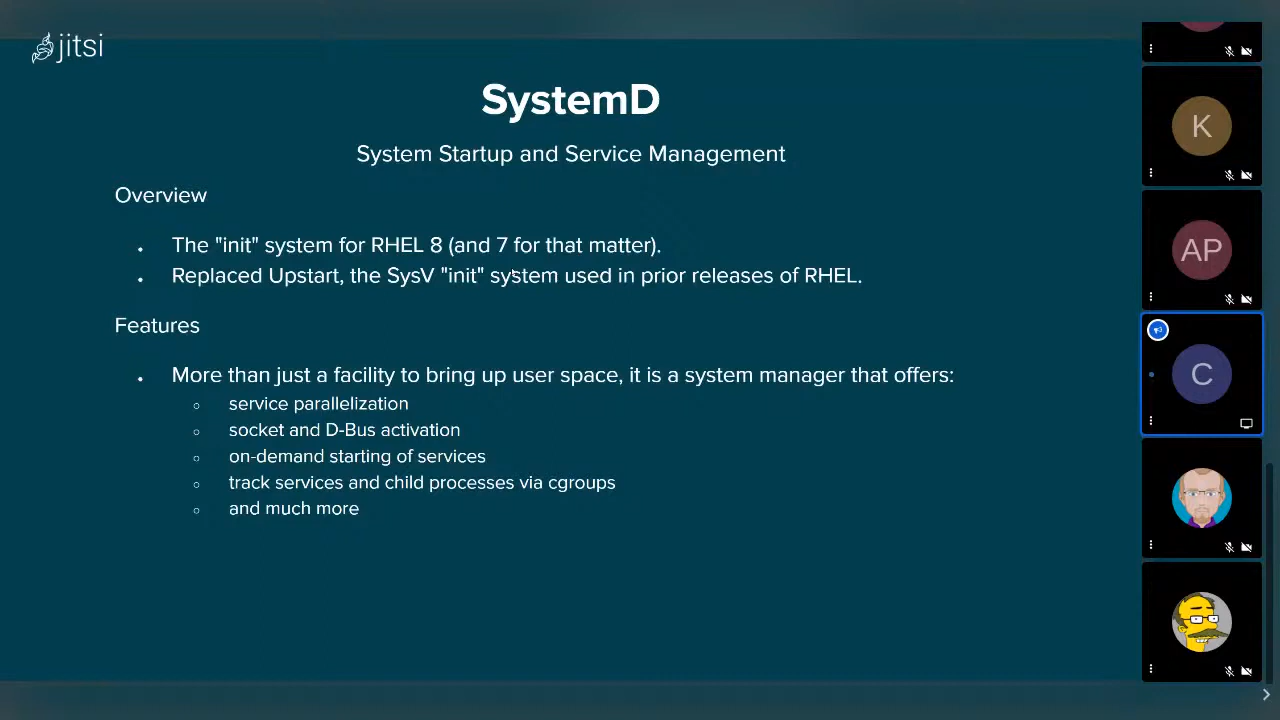 jitsi
SystemD
System Startup and Service Management
Overview
The "init" system for RHEL 8 (and 7 for that matter).
Replaced Upstart, the SysV "init" system used in prior releases of RHEL.
Features
More than just a facility to bring up user space, it is a system manager that offers:
service parallelization
socket and D-Bus activation
on-demand starting of services
track services and child processes via cgroups
and much more
K
AP
C